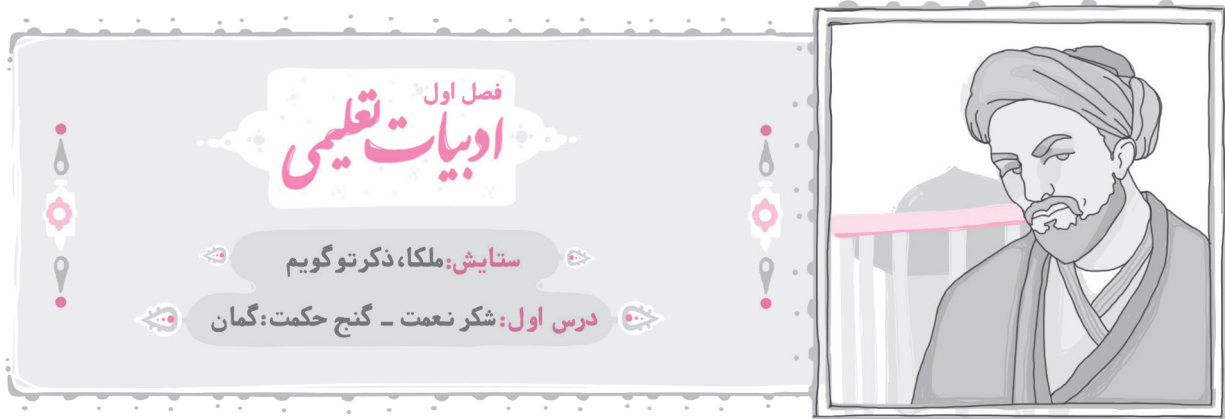 فصل اول
ادبیات تعلیمی
ستایش: ملکا، ذکر تو گویم
درس اول: شکر نعمت ـ گنج حکمت: گمان